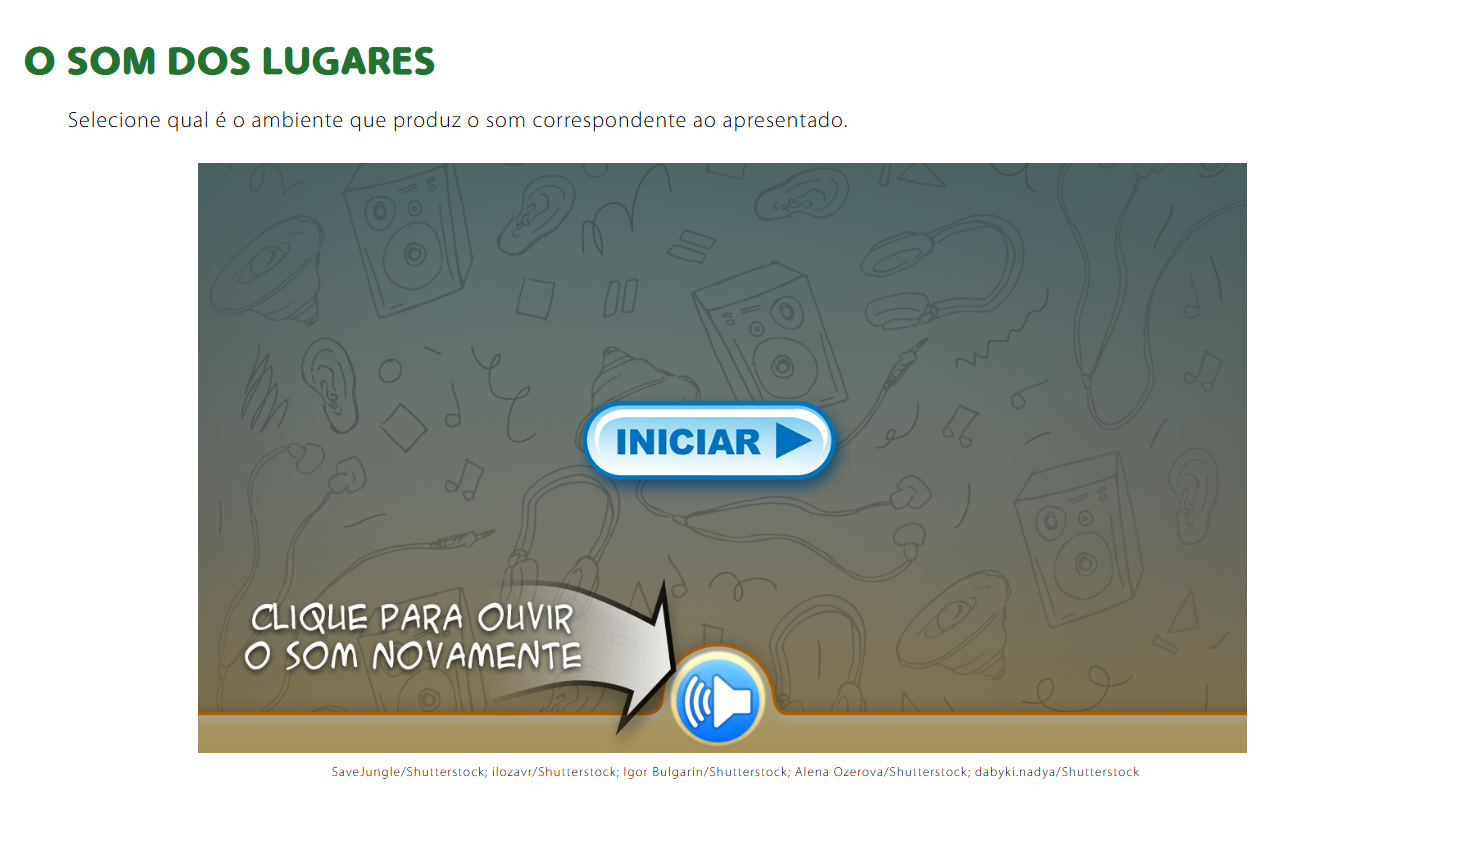 O SOM DOS LUGARES
Selecione qual é o ambiente que produz o som correspondente ao apresentado.
INICIAR
CLIQUE PARA OUVIR
O SOM NOVAMENTE
SaveJungle/Shutterstock; ilozavr/Shutterstock; Igor Bulgarin/Shutterstock; Alena Ozerova/Shutterstock; dabyki.nadya/Shutterstock